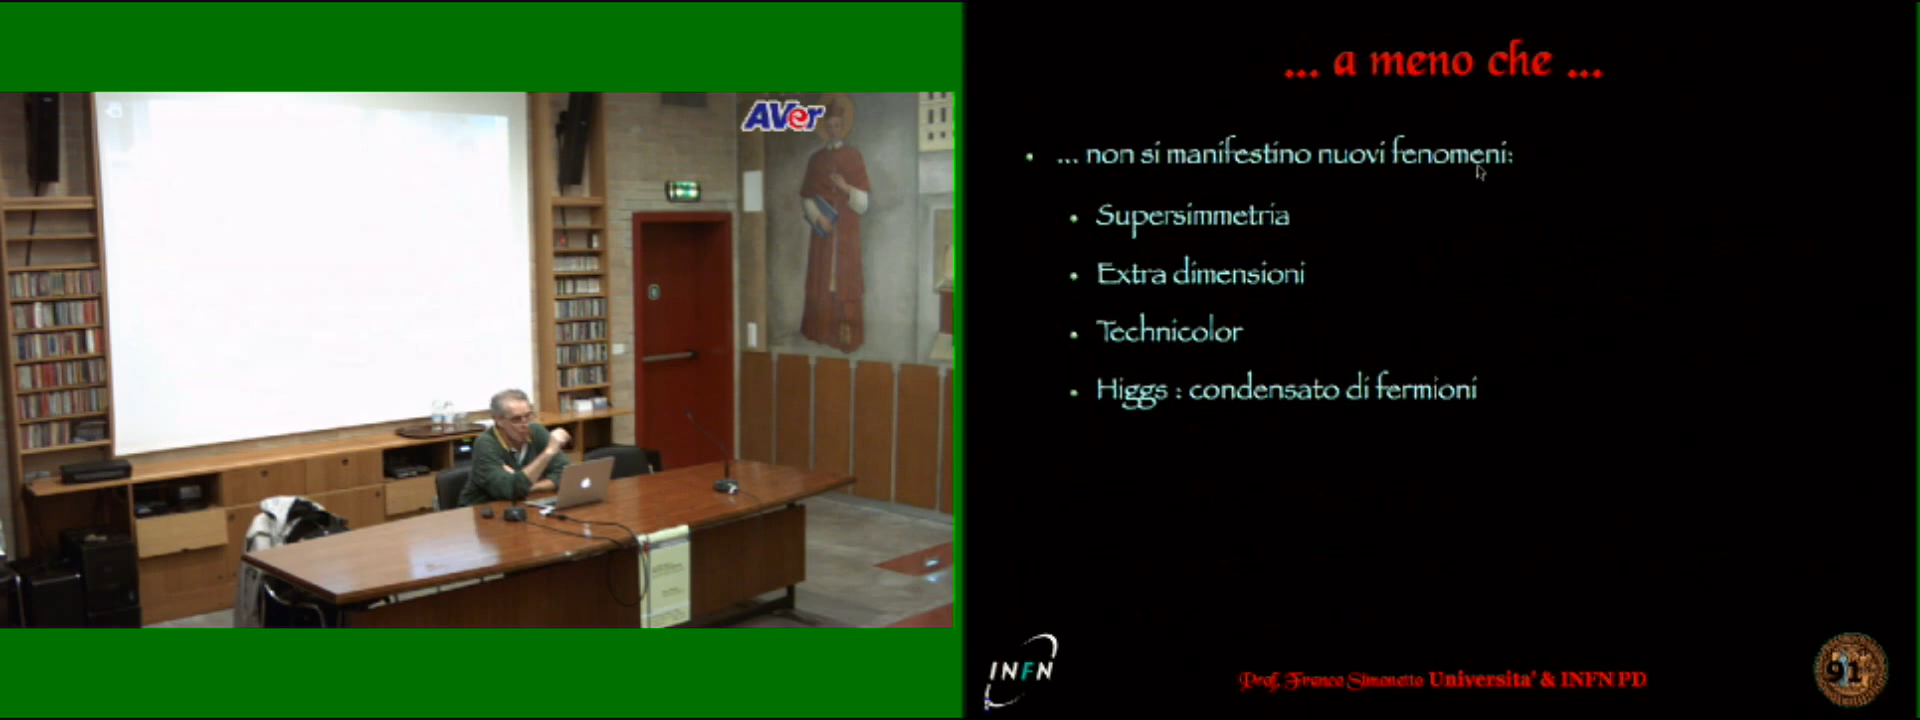 AVer
... a meno che ...
• ... non si manifestino nuovi fenomeni:
• Supersimmetria
• Extra dimensioni
• Technicolor
• Higgs : condensato di fermioni
INFN
Prof. Franco Simonetto Universita' & INFN PD
91